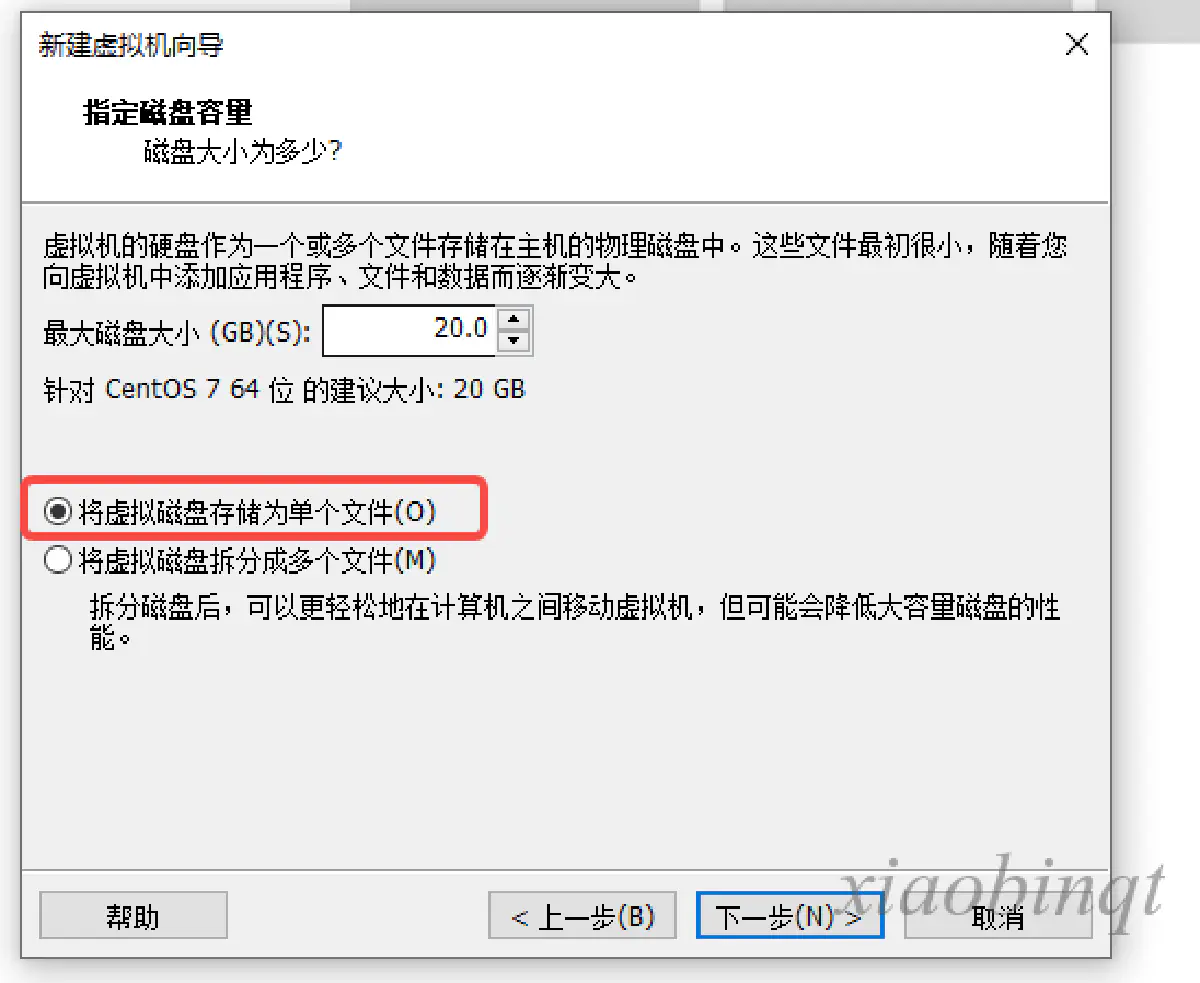 新建虚拟机向导
指定磁盘容量
磁盘大小为多少?
虚拟机的硬盘作为一个或多个文件存储在主机的物理磁盘中。这些文件最初很小，随着您
向虚拟机中添加应用程序、文件和数据而逐渐变大。
最大磁盘大小 (GB)(S): 20.0
针对 CentOS 7 64 位 的建议大小: 20 GB
将虚拟磁盘存储为单个文件(O)
将虚拟磁盘拆分成多个文件(M)
拆分磁盘后，可以更轻松地在计算机之间移动虚拟机，但可能会降低大容量磁盘的性
能。
帮助 < 上一步(B) 下一步(N) > 取消
xiaobinqt